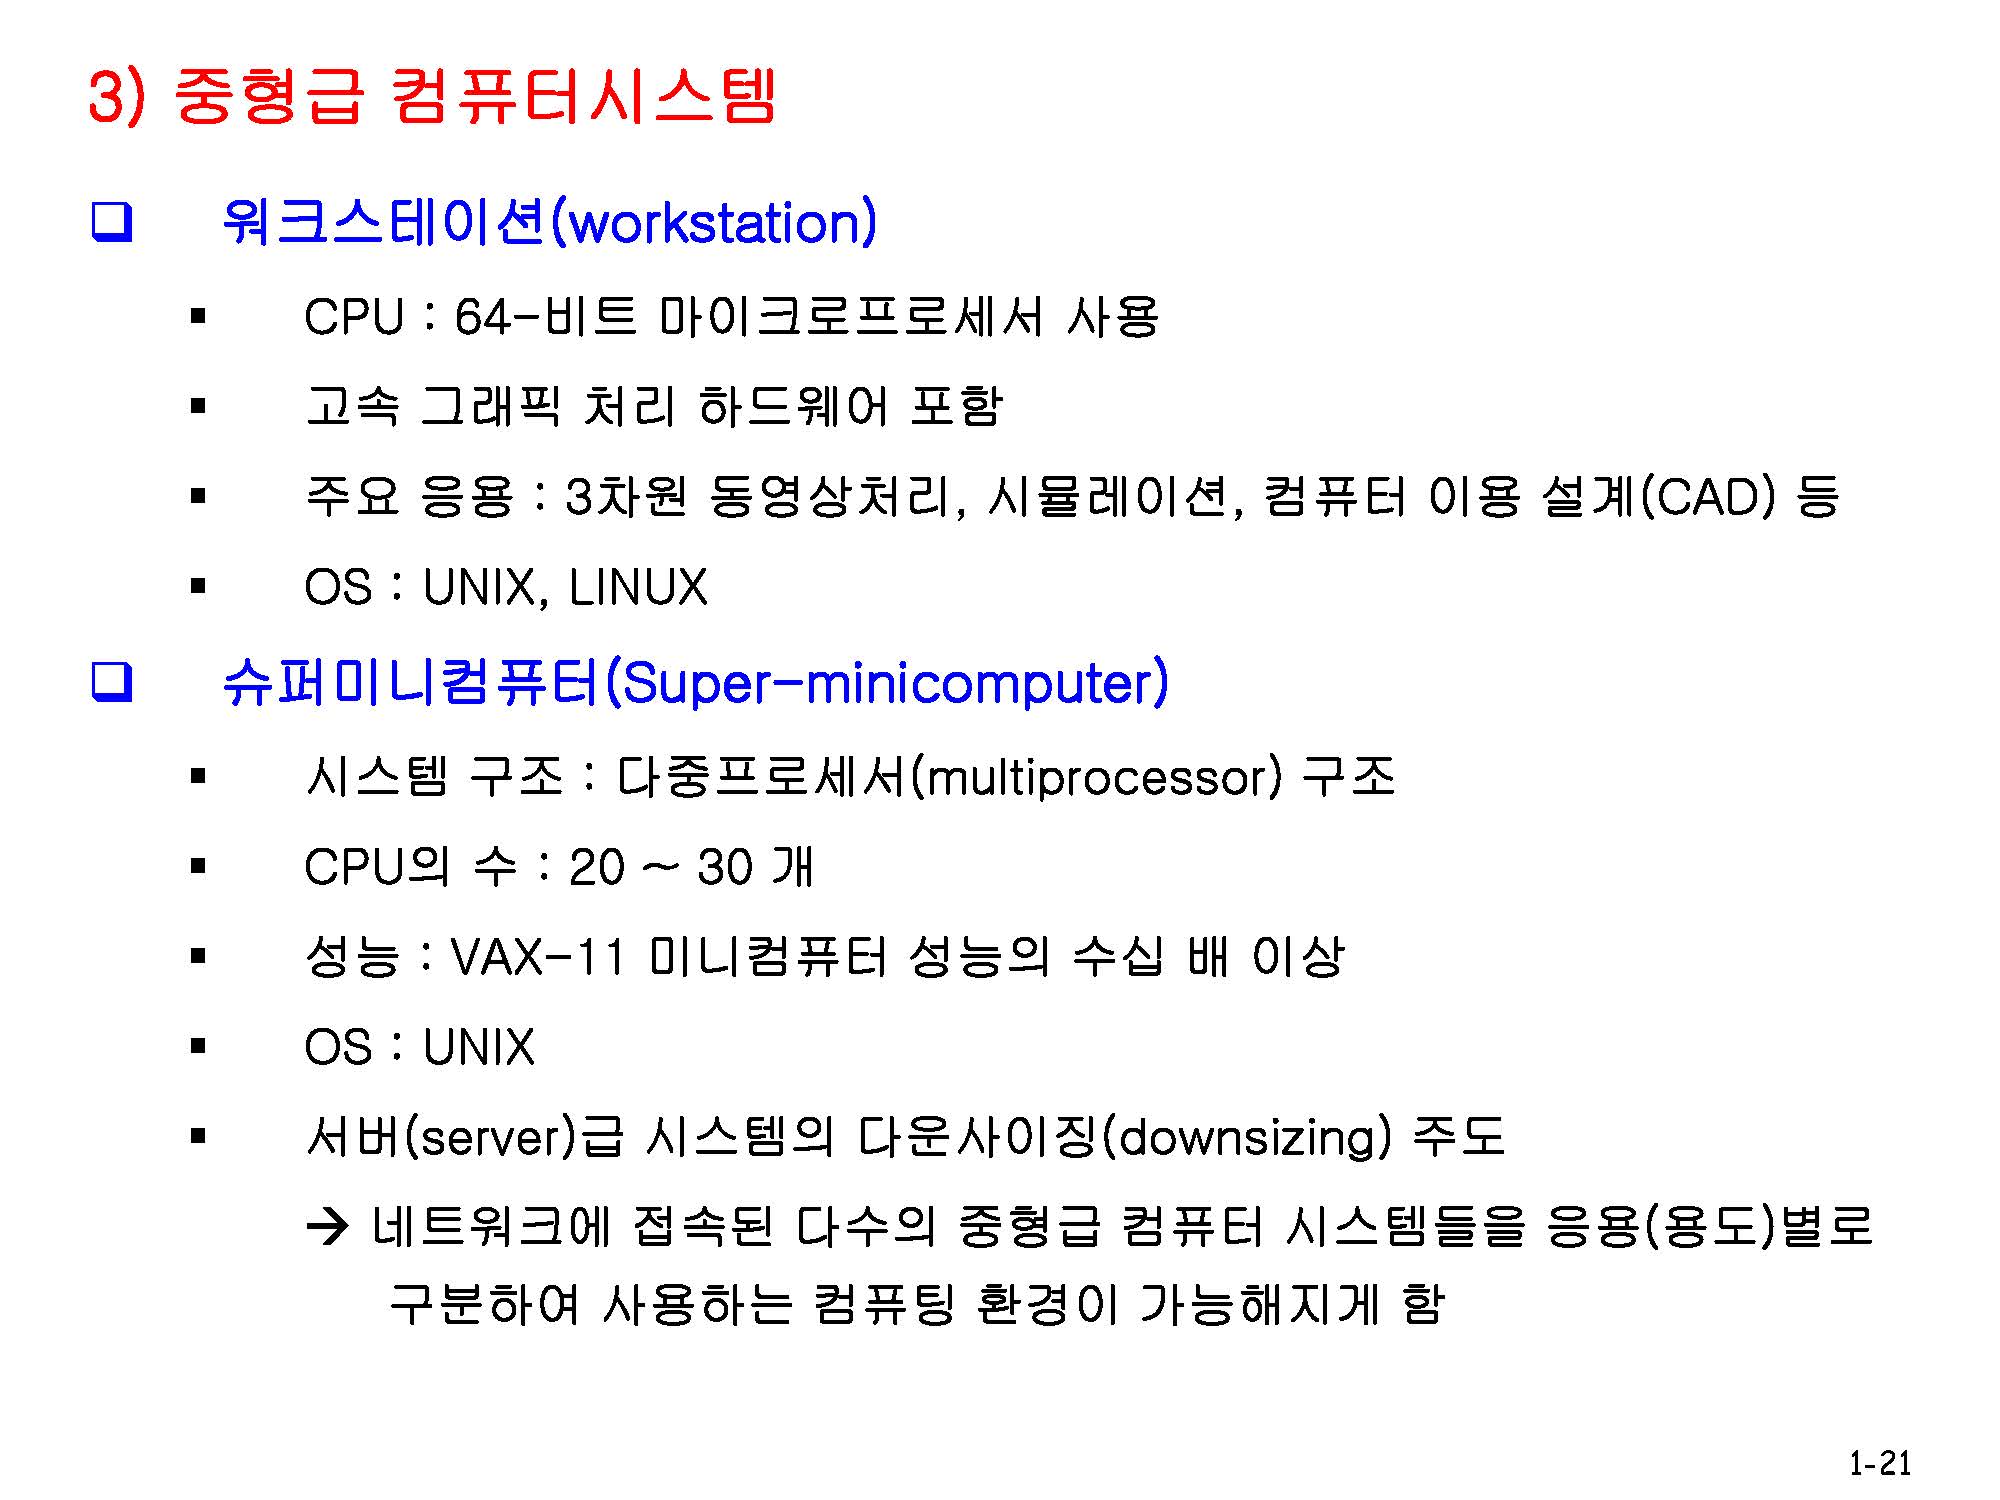 3) 중형급 컴퓨터시스템
❑ 워크스테이션(workstation)
▪ CPU : 64-비트 마이크로프로세서 사용
▪ 고속 그래픽 처리 하드웨어 포함
▪ 주요 응용 : 3차원 동영상처리, 시뮬레이션, 컴퓨터 이용 설계(CAD) 등
▪ OS : UNIX, LINUX
❑ 슈퍼미니컴퓨터(Super-minicomputer)
▪ 시스템 구조 : 다중프로세서(multiprocessor) 구조
▪ CPU의 수 : 20 ~ 30 개
▪ 성능 : VAX-11 미니컴퓨터 성능의 수십 배 이상
▪ OS : UNIX
▪ 서버(server)급 시스템의 다운사이징(downsizing) 주도
→ 네트워크에 접속된 다수의 중형급 컴퓨터 시스템들을 응용(용도)별로
구분하여 사용하는 컴퓨팅 환경이 가능해지게 함
1-21